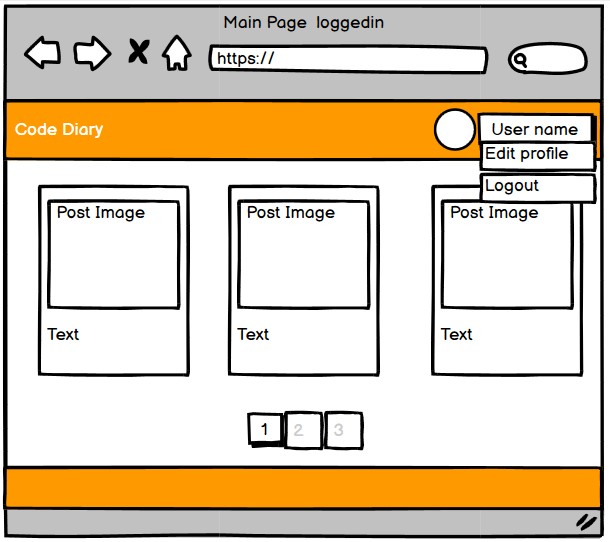 Main Page loggedin
https://
Code Diary
User name
Edit profile
Logout
Post Image
Post Image
Post Image
Text
Text
Text
1
2
3